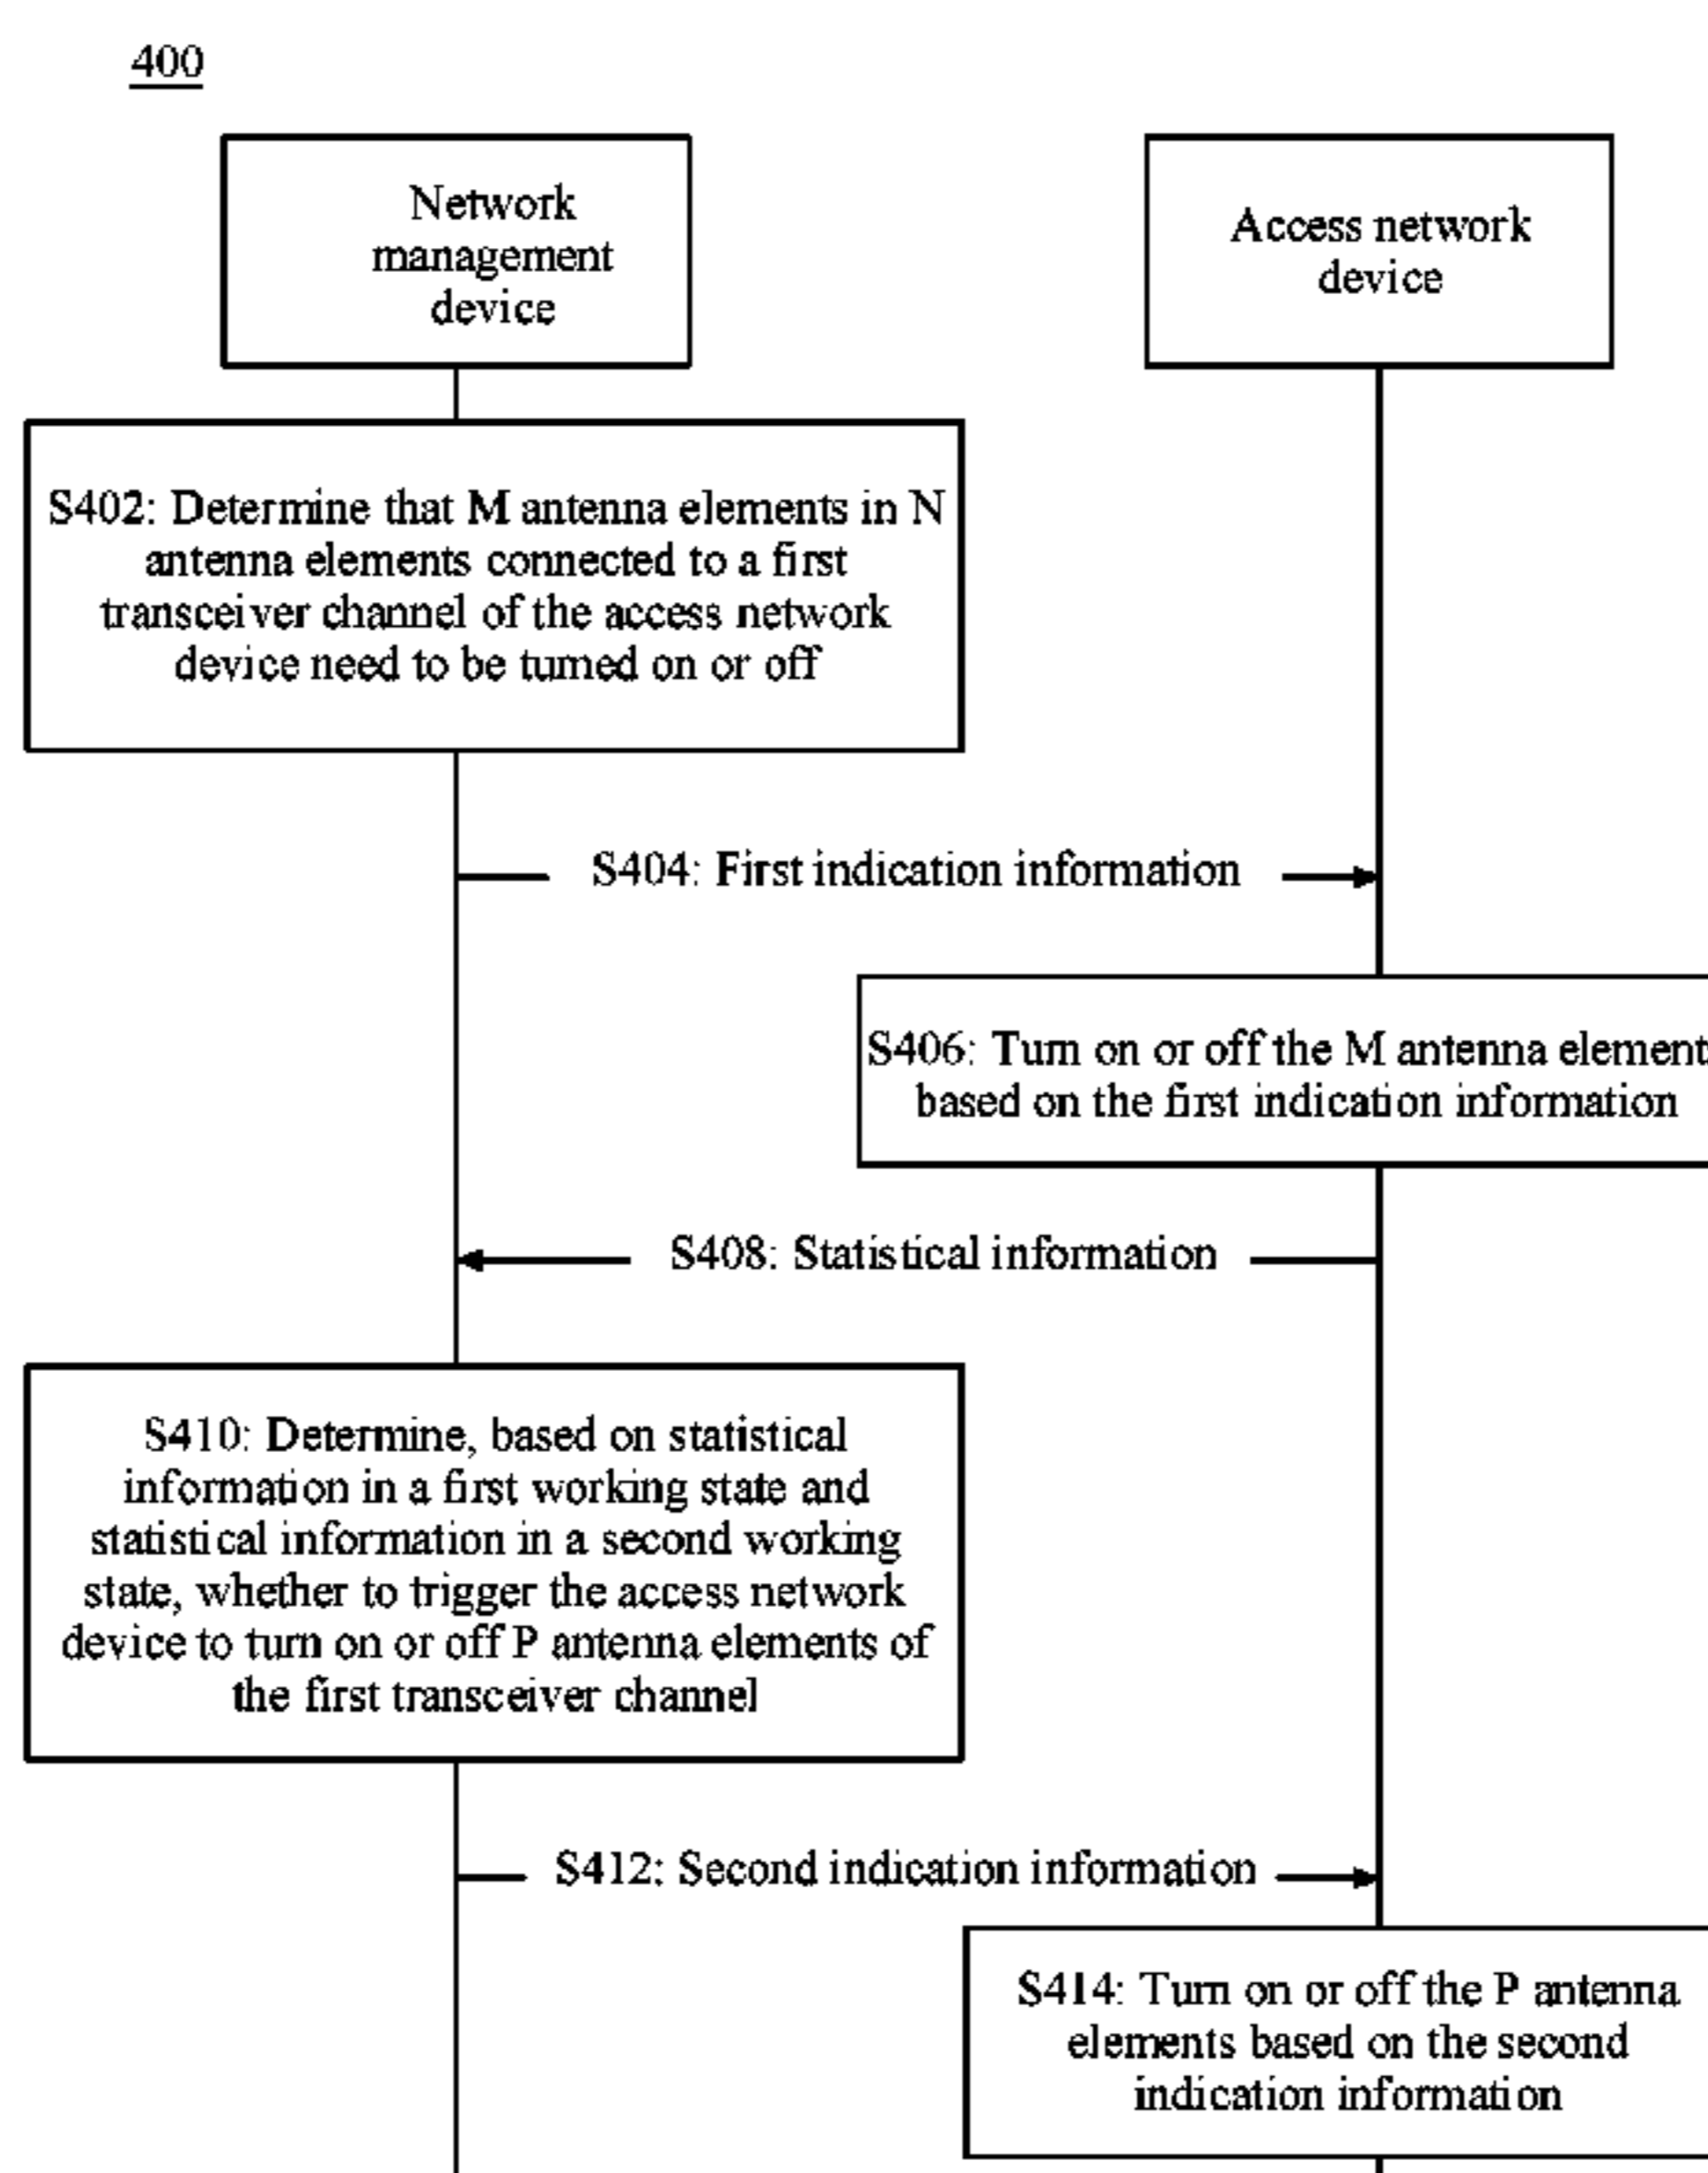 400
Network
management
device
Access network
device
S402: Determine that M antenna elements in N
antenna elements connected to a first
transceiver channel of the access network
device need to be turned on or off
S404: First indication information
S406: Turn on or off the M antenna element
based on the first indication information
S408: Statistical information
S410: Determine, based on statistical
information in a first working state and
statistical information in a second working
state, whether to trigger the access network
device to turn on or off P antenna elements of
the first transceiver channel
S412: Second indication information
S414: Turn on or off the P antenna
elements based on the second
indication information